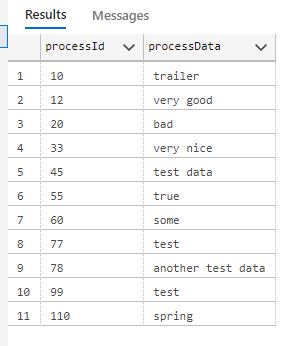 Results Messages
processId processData
1 10 trailer
2 12 very good
3 20 bad
4 33 very nice
5 45 test data
6 55 true
7 60 some
8 77 test
9 78 another test data
10 99 test
11 110 spring